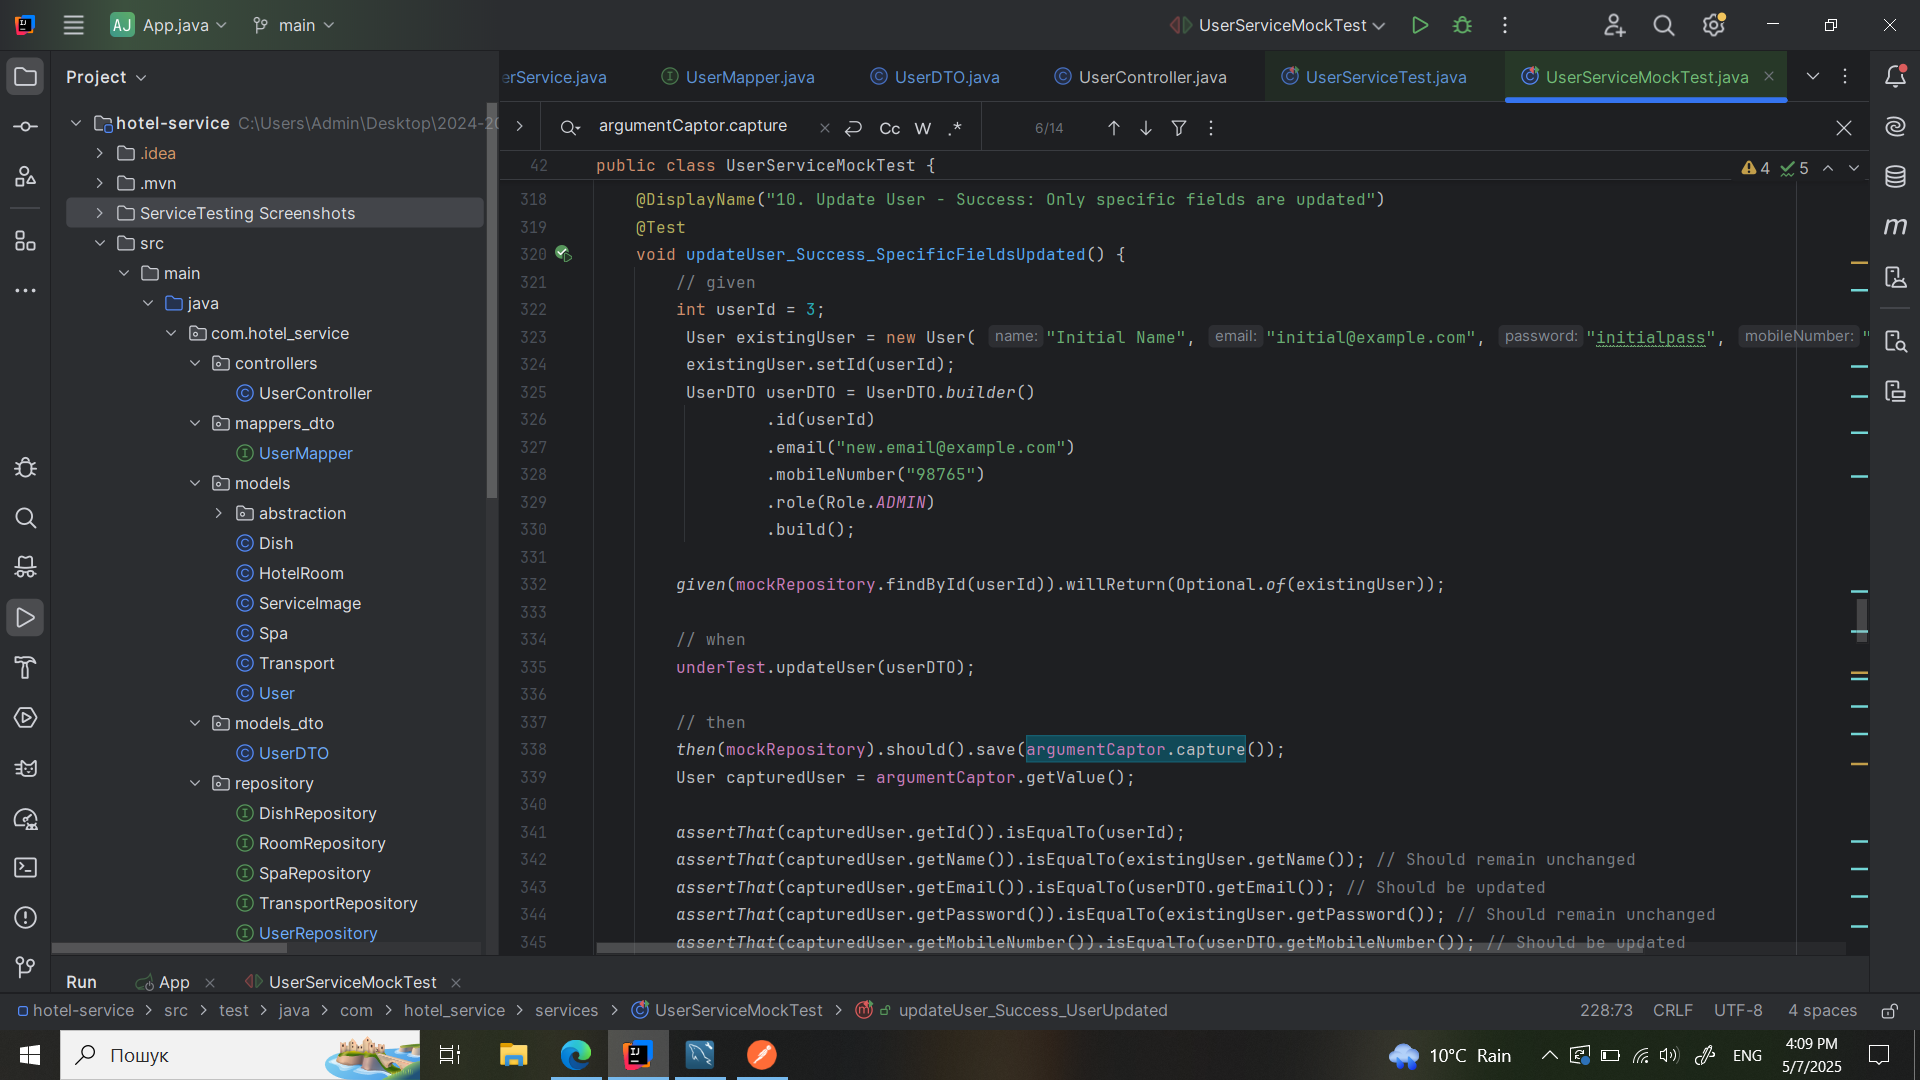 AJ App.java main UserServiceMockTest
Project
erService.java UserMapper.java UserDTO.java UserController.java UserServiceTest.java UserServiceMockTest.java
argumentCaptor.capture Cc W .* 6/14
hotel-service C:\Users\Admin\Desktop\2024-20
.idea
.mvn
ServiceTesting Screenshots
src
main
java
com.hotel_service
controllers
UserController
mappers_dto
UserMapper
models
abstraction
Dish
HotelRoom
ServiceImage
Spa
Transport
User
models_dto
UserDTO
repository
DishRepository
RoomRepository
SpaRepository
TransportRepository
UserRepository
42 public class UserServiceMockTest { 4 5
318 @DisplayName("10. Update User - Success: Only specific fields are updated")
319 @Test
320 void updateUser_Success_SpecificFieldsUpdated() {
321 // given
322 int userId = 3;
323 User existingUser = new User( name: "Initial Name", email: "initial@example.com", password: "initialpass", mobileNumber: "
324 existingUser.setId(userId);
325 UserDTO userDTO = UserDTO.builder()
326 .id(userId)
327 .email("new.email@example.com")
328 .mobileNumber("98765")
329 .role(Role.ADMIN)
330 .build();
331
332 given(mockRepository.findById(userId)).willReturn(Optional.of(existingUser));
333
334 // when
335 underTest.updateUser(userDTO);
336
337 // then
338 then(mockRepository).should().save(argumentCaptor.capture());
339 User capturedUser = argumentCaptor.getValue();
340
341 assertThat(capturedUser.getId()).isEqualTo(userId);
342 assertThat(capturedUser.getName()).isEqualTo(existingUser.getName()); // Should remain unchanged
343 assertThat(capturedUser.getEmail()).isEqualTo(userDTO.getEmail()); // Should be updated
344 assertThat(capturedUser.getPassword()).isEqualTo(existingUser.getPassword()); // Should remain unchanged
345 assertThat(capturedUser.getMobileNumber()).isEqualTo(userDTO.getMobileNumber()); // Should be updated
Run App UserServiceMockTest
hotel-service > src > test > java > com > hotel_service > services > UserServiceMockTest > updateUser_Success_UserUpdated 228:73 CRLF UTF-8 4 spaces
Пошук 10°C Rain ENG 4:09 PM
5/7/2025